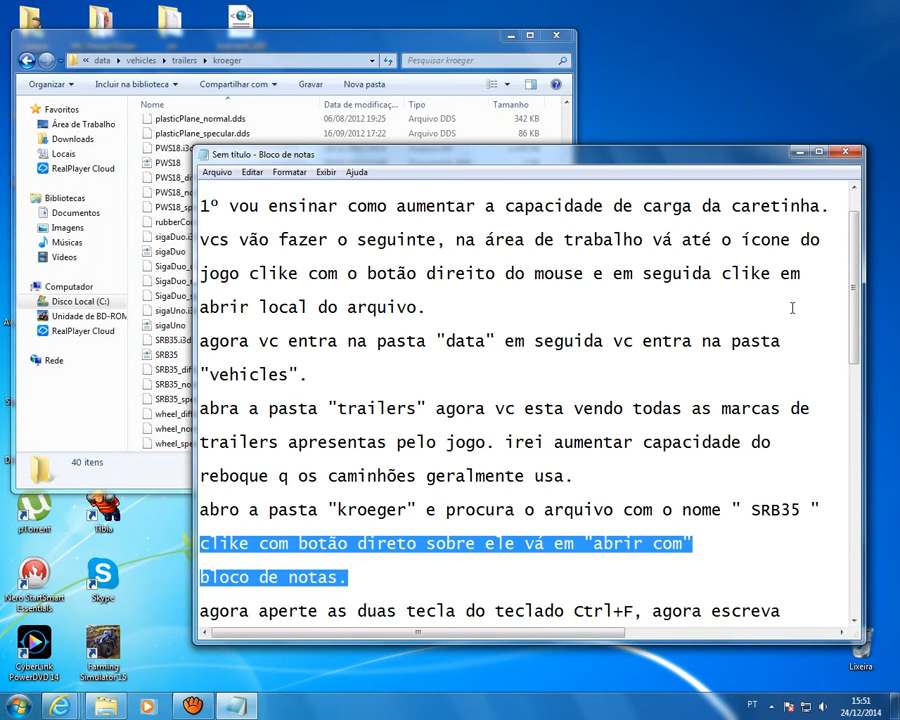 data ▸ vehicles ▸ trailers ▸ kroeger
Pesquisar kroeger
Organizar
Incluir na biblioteca
Compartilhar com
Gravar
Nova pasta
Favoritos
Área de Trabalho
Downloads
Locais
RealPlayer Cloud
Bibliotecas
Documentos
Imagens
Músicas
Vídeos
Computador
Disco Local (C:)
Unidade de BD-ROM
RealPlayer Cloud
Rede
Nome
Data de modificaç...
Tipo
Tamanho
plasticPlane_normal.dds 06/08/2012 19:25 Arquivo DDS 342 KB
plasticPlane_specular.dds 16/09/2012 17:22 Arquivo DDS 86 KB
PWS18.i3d
PWS18
sigaDuo
sigaUno
SRB35.i3d
SRB35
40 itens
Sem título - Bloco de notas
Arquivo Editar Formatar Exibir Ajuda
1º vou ensinar como aumentar a capacidade de carga da caretinha.
vcs vão fazer o seguinte, na área de trabalho vá até o ícone do
jogo clike com o botão direito do mouse e em seguida clike em
abrir local do arquivo.
agora vc entra na pasta "data" em seguida vc entra na pasta
"vehicles".
abra a pasta "trailers" agora vc esta vendo todas as marcas de
trailers apresentas pelo jogo. irei aumentar capacidade do
reboque q os caminhões geralmente usa.
abro a pasta "kroeger" e procura o arquivo com o nome " SRB35 "
clike com botão direto sobre ele vá em "abrir com"
bloco de notas.
agora aperte as duas tecla do teclado Ctrl+F, agora escreva
µTorrent
Tibia
Nero StartSmart Essentials
Skype
CyberLink PowerDVD 14
Farming Simulator 15
Lixeira
PT
15:51
24/12/2014